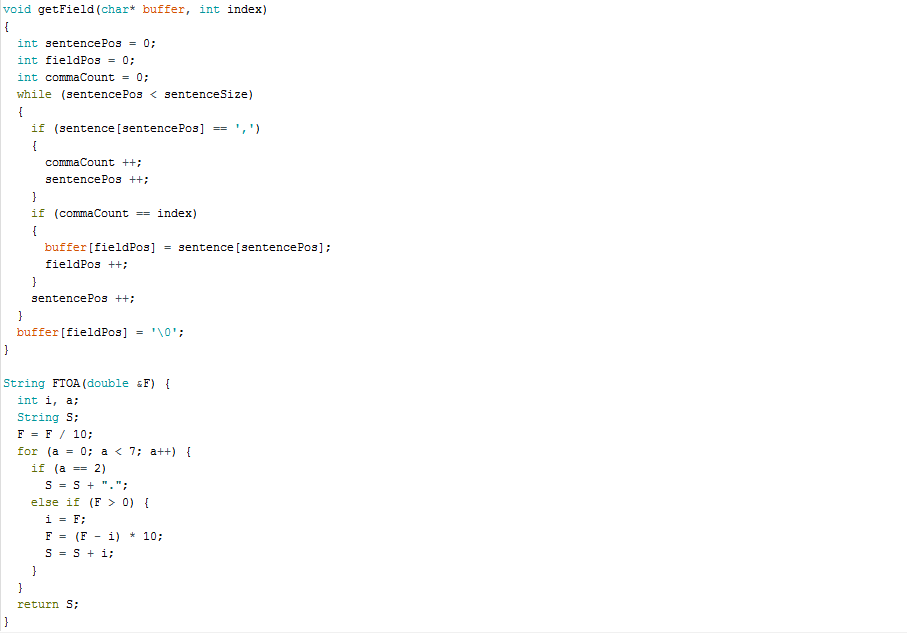 void getField(char* buffer, int index)
{
  int sentencePos = 0;
  int fieldPos = 0;
  int commaCount = 0;
  while (sentencePos < sentenceSize)
  {
    if (sentence[sentencePos] == ',')
    {
      commaCount ++;
      sentencePos ++;
    }
    if (commaCount == index)
    {
      buffer[fieldPos] = sentence[sentencePos];
      fieldPos ++;
    }
    sentencePos ++;
  }
  buffer[fieldPos] = '\0';
}

String FTOA(double &F) {
  int i, a;
  String S;
  F = F / 10;
  for (a = 0; a < 7; a++) {
    if (a == 2)
      S = S + ".";
    else if (F > 0) {
      i = F;
      F = (F - i) * 10;
      S = S + i;
    }
  }
  return S;
}